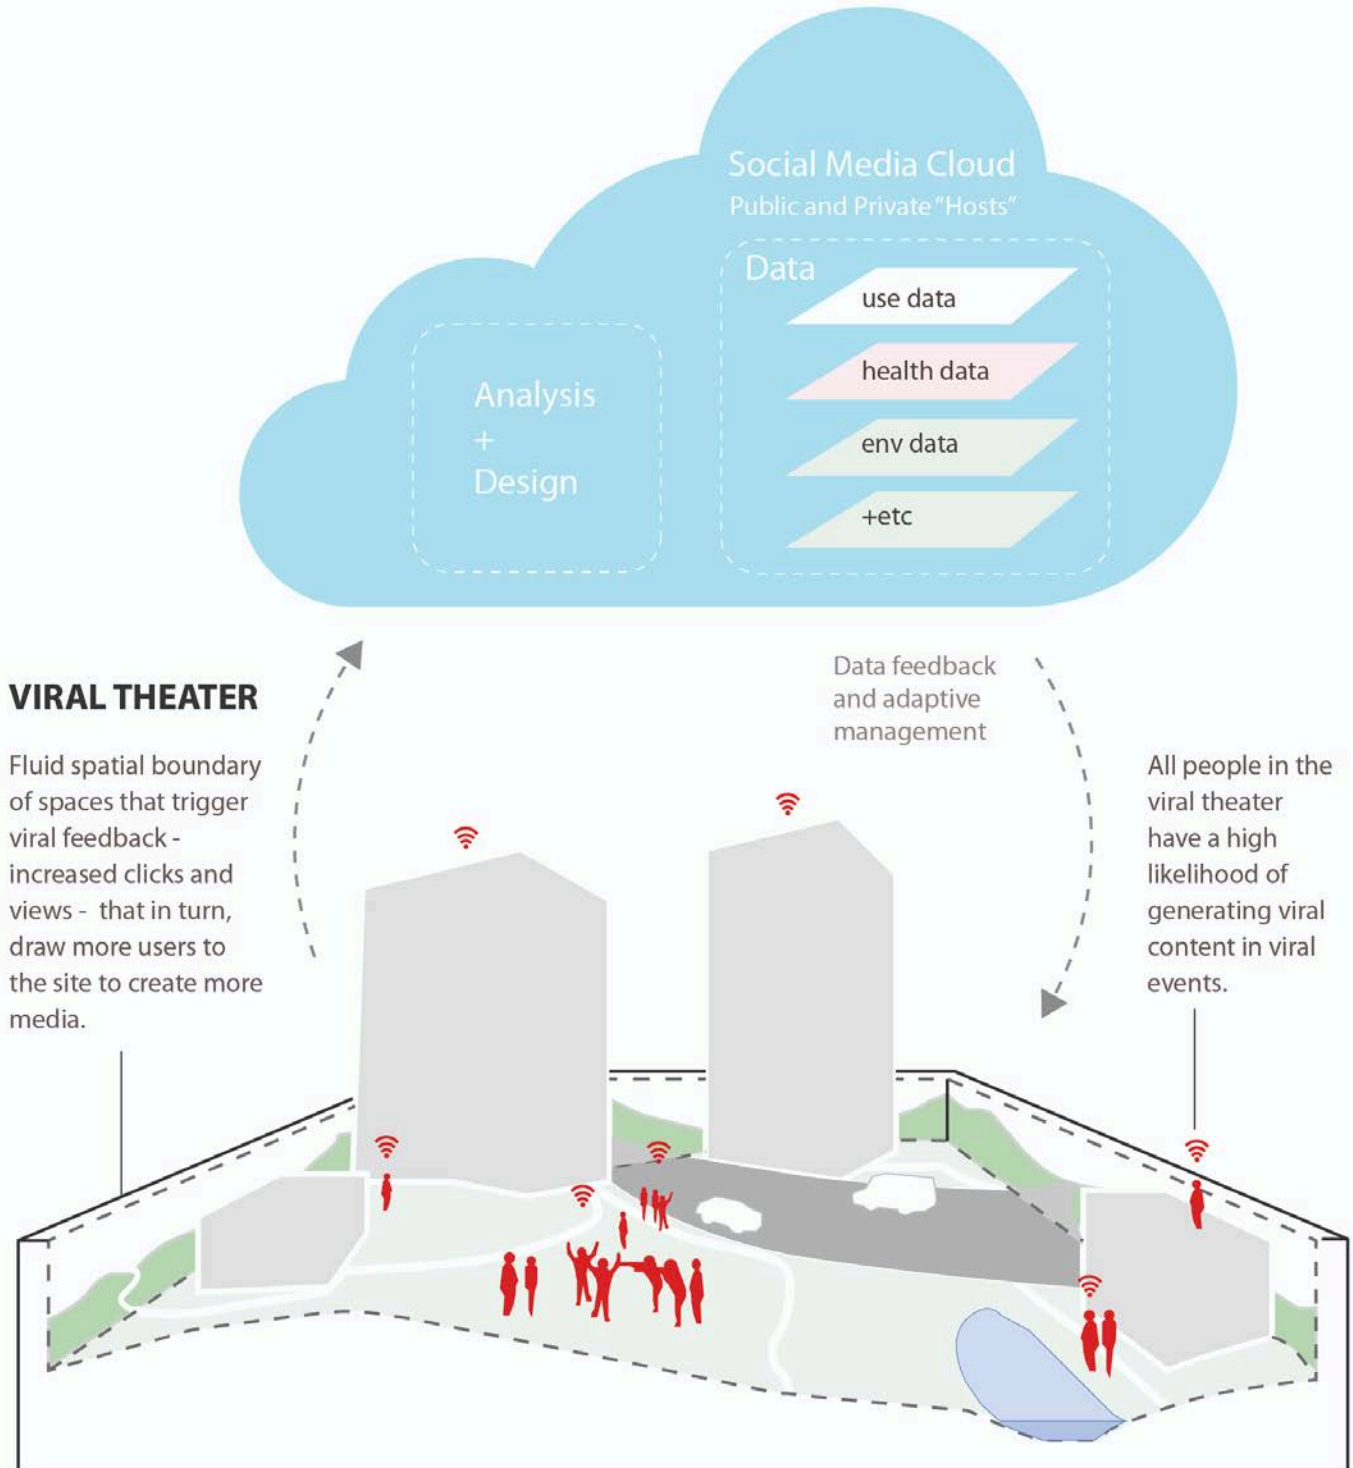 Social Media Cloud
Public and Private "Hosts"
Data
use data
health data
env data
+etc
Analysis
+
Design
Data feedback
and adaptive
management
VIRAL THEATER
Fluid spatial boundary
of spaces that trigger
viral feedback -
increased clicks and
views - that in turn,
draw more users to
the site to create more
media.
All people in the
viral theater
have a high
likelihood of
generating viral
content in viral
events.